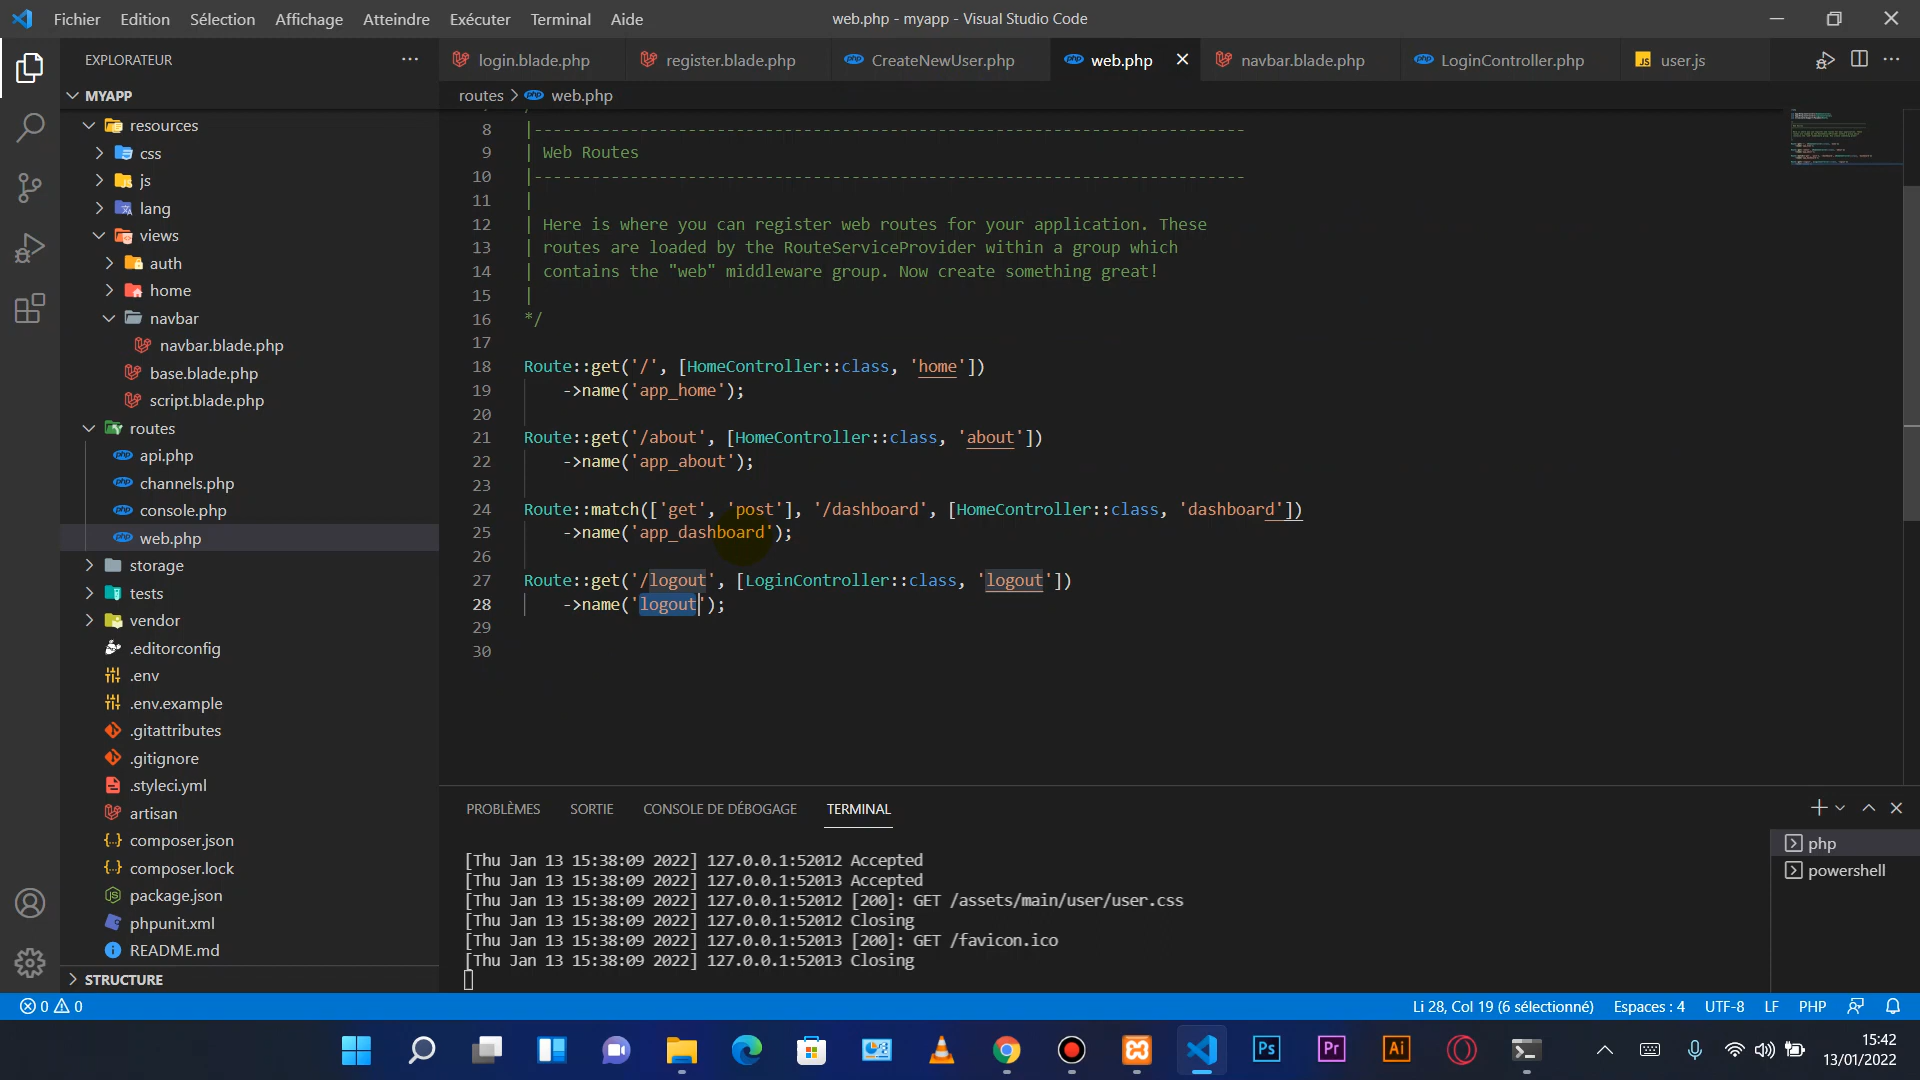 Fichier Edition Sélection Affichage Atteindre Exécuter Terminal Aide
web.php - myapp - Visual Studio Code
EXPLORATEUR
login.blade.php register.blade.php CreateNewUser.php web.php navbar.blade.php LoginController.php user.js
MYAPP
routes > web.php
resources
css
js
lang
views
auth
home
navbar
navbar.blade.php
base.blade.php
script.blade.php
routes
api.php
channels.php
console.php
web.php
storage
tests
vendor
.editorconfig
.env
.env.example
.gitattributes
.gitignore
.styleci.yml
artisan
composer.json
composer.lock
package.json
phpunit.xml
README.md
STRUCTURE
8 |--------------------------------------------------------------------------
9 | Web Routes
10 |--------------------------------------------------------------------------
11 |
12 | Here is where you can register web routes for your application. These
13 | routes are loaded by the RouteServiceProvider within a group which
14 | contains the "web" middleware group. Now create something great!
15 |
16 */
17
18 Route::get('/', [HomeController::class, 'home'])
19 ->name('app_home');
20
21 Route::get('/about', [HomeController::class, 'about'])
22 ->name('app_about');
23
24 Route::match(['get', 'post'], '/dashboard', [HomeController::class, 'dashboard'])
25 ->name('app_dashboard');
26
27 Route::get('/logout', [LoginController::class, 'logout'])
28 ->name('logout');
29
30
PROBLÈMES SORTIE CONSOLE DE DÉBOGAGE TERMINAL
[Thu Jan 13 15:38:09 2022] 127.0.0.1:52012 Accepted
[Thu Jan 13 15:38:09 2022] 127.0.0.1:52013 Accepted
[Thu Jan 13 15:38:09 2022] 127.0.0.1:52012 [200]: GET /assets/main/user/user.css
[Thu Jan 13 15:38:09 2022] 127.0.0.1:52012 Closing
[Thu Jan 13 15:38:09 2022] 127.0.0.1:52013 [200]: GET /favicon.ico
[Thu Jan 13 15:38:09 2022] 127.0.0.1:52013 Closing
php
powershell
0 0
Li 28, Col 19 (6 sélectionné) Espaces : 4 UTF-8 LF PHP
Ps Pr Ai
15:42
13/01/2022